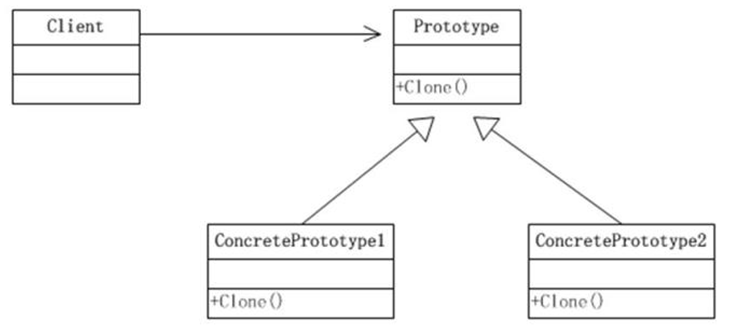 Client
Prototype
+Clone()
ConcretePrototype1
+Clone()
ConcretePrototype2
+Clone()